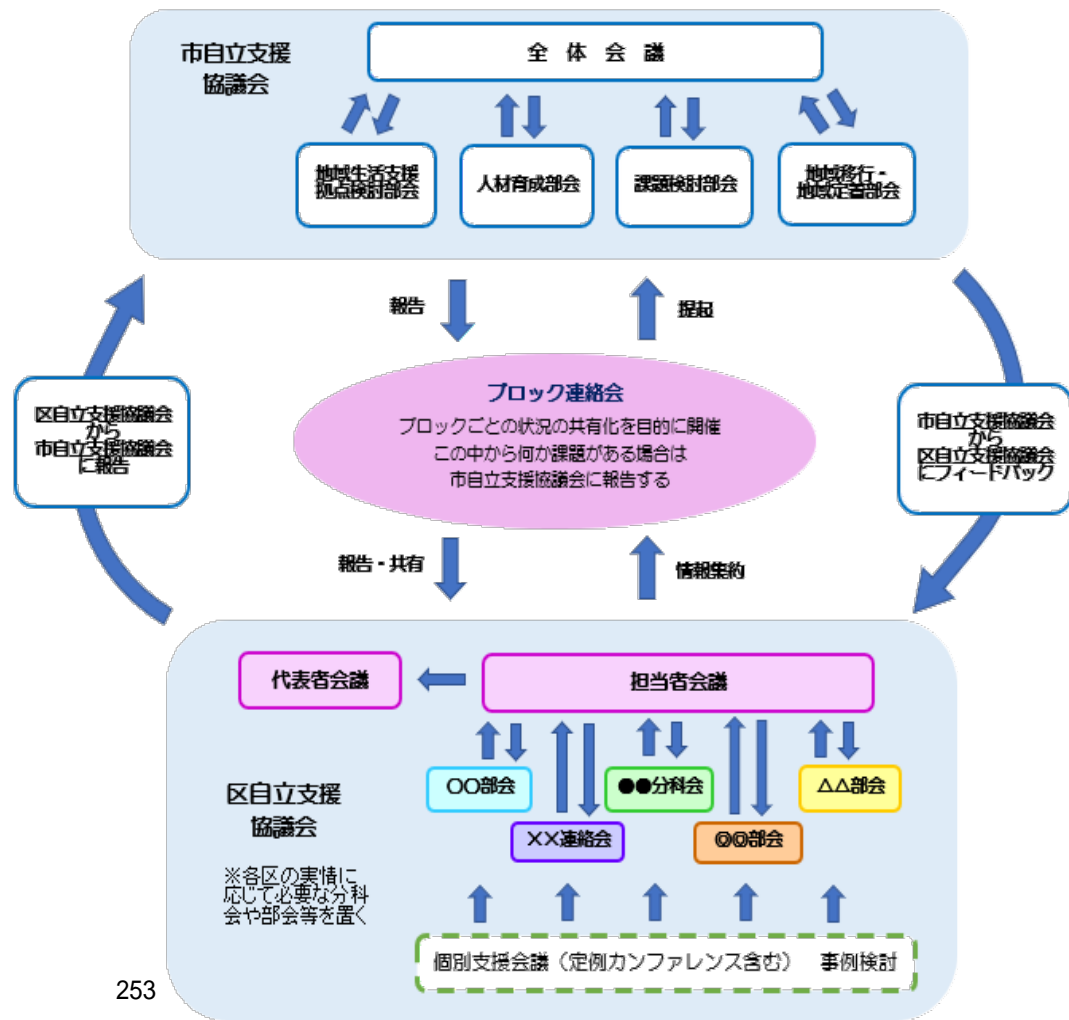 市自立支援
協議会
全体会議
地域生活支援
拠点検討部会
人材育成部会
課題検討部会
地域移行・
地域定着部会
報告
提起
区自立支援協議会
から
市自立支援協議会
に報告
ブロック連絡会
ブロックごとの状況の共有化を目的に開催
この中から何か課題がある場合は
市自立支援協議会に報告する
市自立支援協議会
から
区自立支援協議会
にフィードバック
報告・共有
情報集約
代表者会議
担当者会議
〇〇部会
●●分科会
△△部会
××連絡会
◎◎部会
区自立支援
協議会
※各区の実情に
応じて必要な分科
会や部会等を置く
個別支援会議（定例カンファレンス含む）　事例検討
253